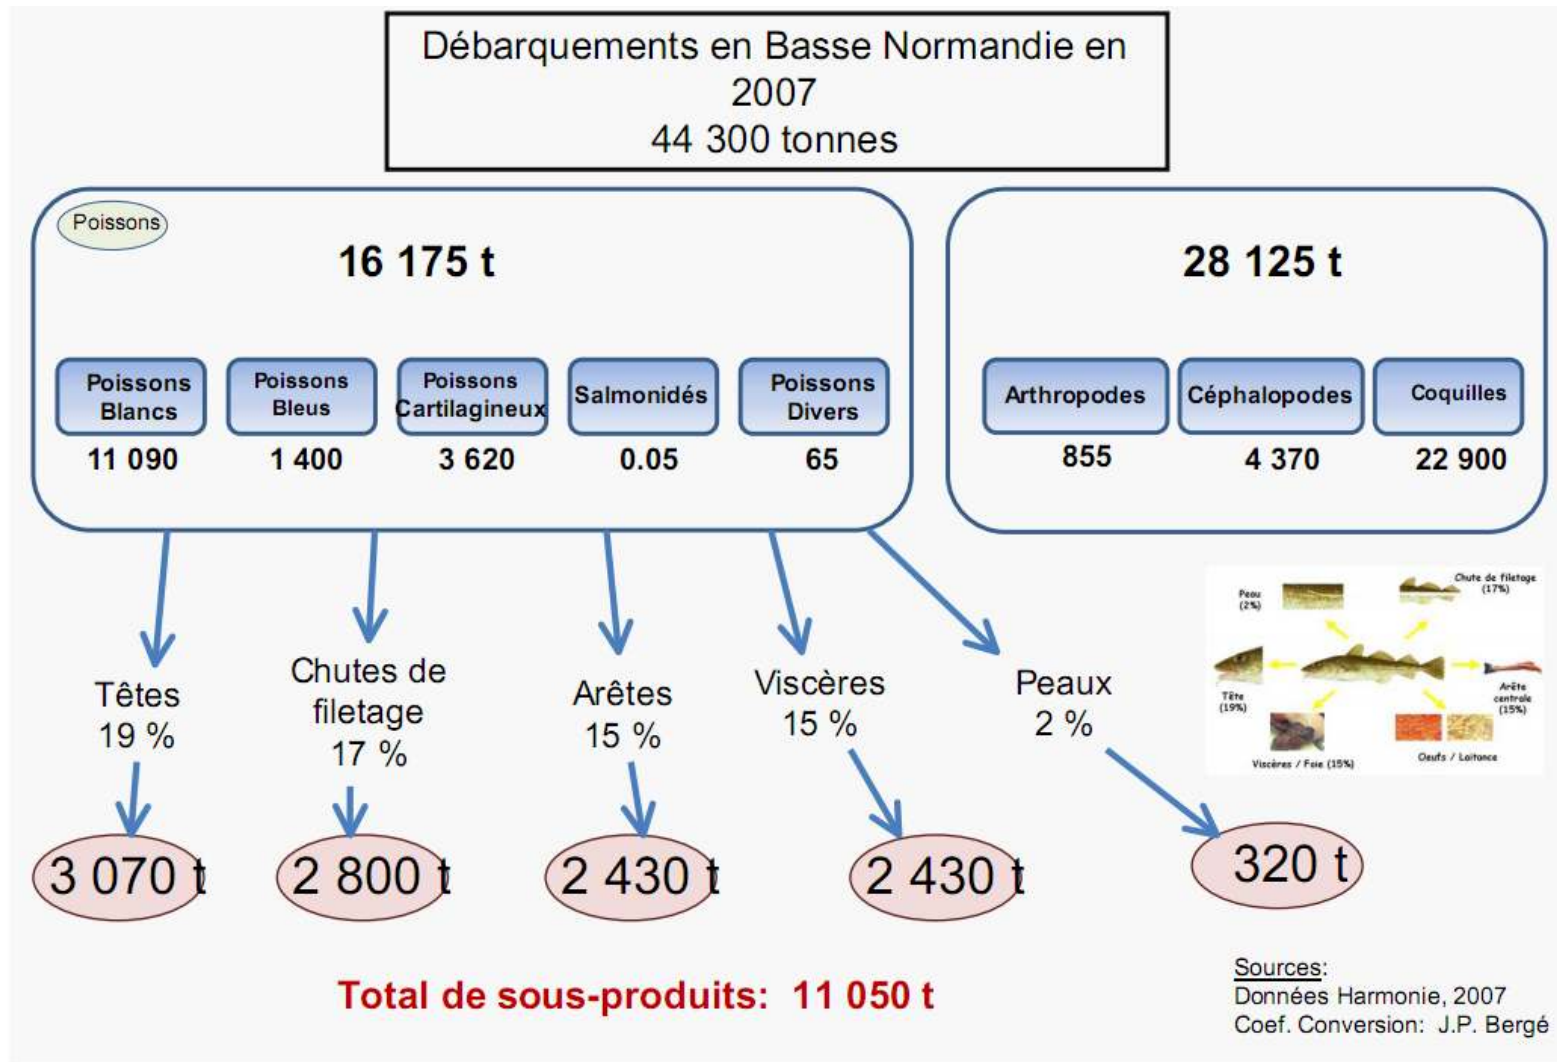 Débarquements en Basse Normandie en
2007
44 300 tonnes
Poissons
16 175 t
28 125 t
Poissons
Blancs
Poissons
Bleus
Poissons
Cartilagineux
Salmonidés
Poissons
Divers
Arthropodes
Céphalopodes
Coquilles
11 090
1 400
3 620
0.05
65
855
4 370
22 900
Têtes
19 %
Chutes de
filetage
17 %
Arêtes
15 %
Viscères
15 %
Peaux
2 %
Peau
(2%)
Chute de filetage
(17%)
Tête
(19%)
Arête
centrale
(15%)
Viscères / Foie (15%)
Oeufs / Laitance
3 070 t
2 800 t
2 430 t
2 430 t
320 t
Total de sous-produits: 11 050 t
Sources:
Données Harmonie, 2007
Coef. Conversion: J.P. Bergé